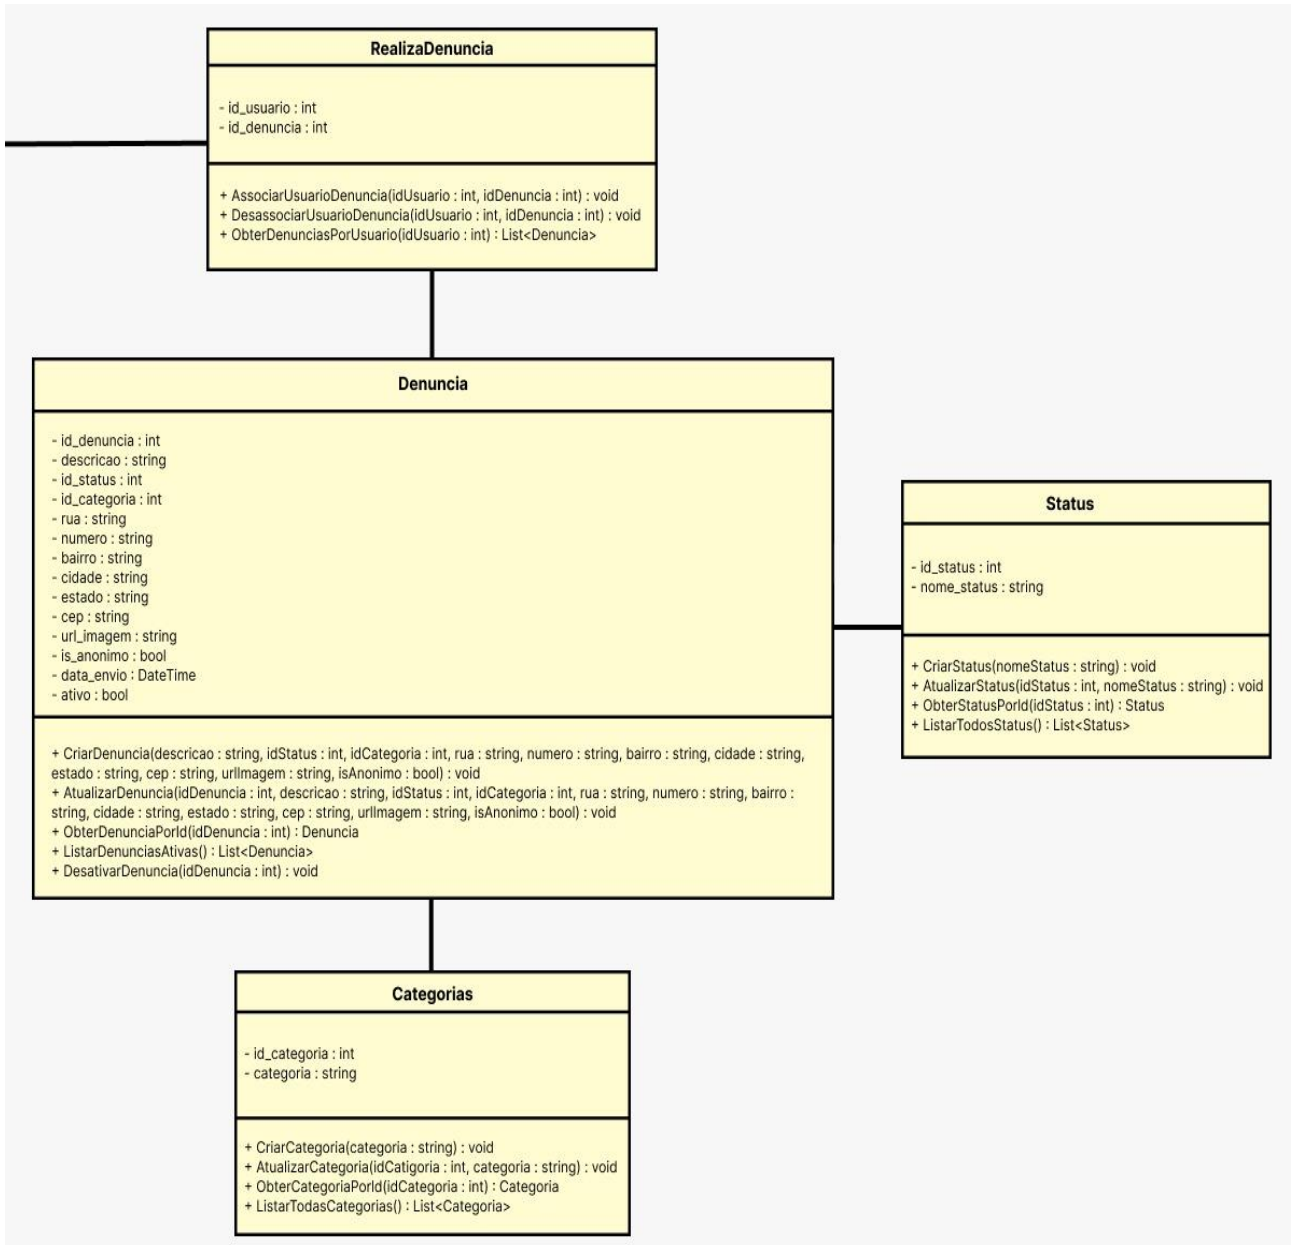 RealizaDenuncia
- id_usuario : int
- id_denuncia : int
+ AssociarUsuarioDenuncia(idUsuario : int, idDenuncia : int) : void
+ DesassociarUsuarioDenuncia(idUsuario : int, idDenuncia : int) : void
+ ObterDenunciasPorUsuario(idUsuario : int) : List<Denuncia>
Denuncia
- id_denuncia : int
- descricao : string
- id_status : int
- id_categoria : int
- rua : string
- numero : string
- bairro : string
- cidade : string
- estado : string
- cep : string
- url_imagem : string
- is_anonimo : bool
- data_envio : DateTime
- ativo : bool
+ CriarDenuncia(descricao : string, idStatus : int, idCategoria : int, rua : string, numero : string, bairro : string, cidade : string,
estado : string, cep : string, urlImagem : string, isAnonimo : bool) : void
+ AtualizarDenuncia(idDenuncia : int, descricao : string, idStatus : int, idCategoria : int, rua : string, numero : string, bairro :
string, cidade : string, estado : string, cep : string, urlImagem : string, isAnonimo : bool) : void
+ ObterDenunciaPorId(idDenuncia : int) : Denuncia
+ ListarDenunciasAtivas() : List<Denuncia>
+ DesativarDenuncia(idDenuncia : int) : void
Status
- id_status : int
- nome_status : string
+ CriarStatus(nomeStatus : string) : void
+ AtualizarStatus(idStatus : int, nomeStatus : string) : void
+ ObterStatusPorId(idStatus : int) : Status
+ ListarTodosStatus() : List<Status>
Categorias
- id_categoria : int
- categoria : string
+ CriarCategoria(categoria : string) : void
+ AtualizarCategoria(idCatigoria : int, categoria : string) : void
+ ObterCategoriaPorId(idCategoria : int) : Categoria
+ ListarTodasCategorias() : List<Categoria>